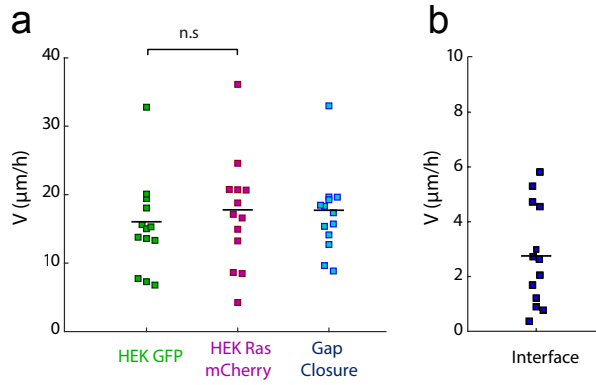 a
n.s
V (µm/h)
40
30
20
10
0
HEK GFP
HEK Ras
mCherry
Gap
Closure
b
V (µm/h)
10
8
6
4
2
0
Interface